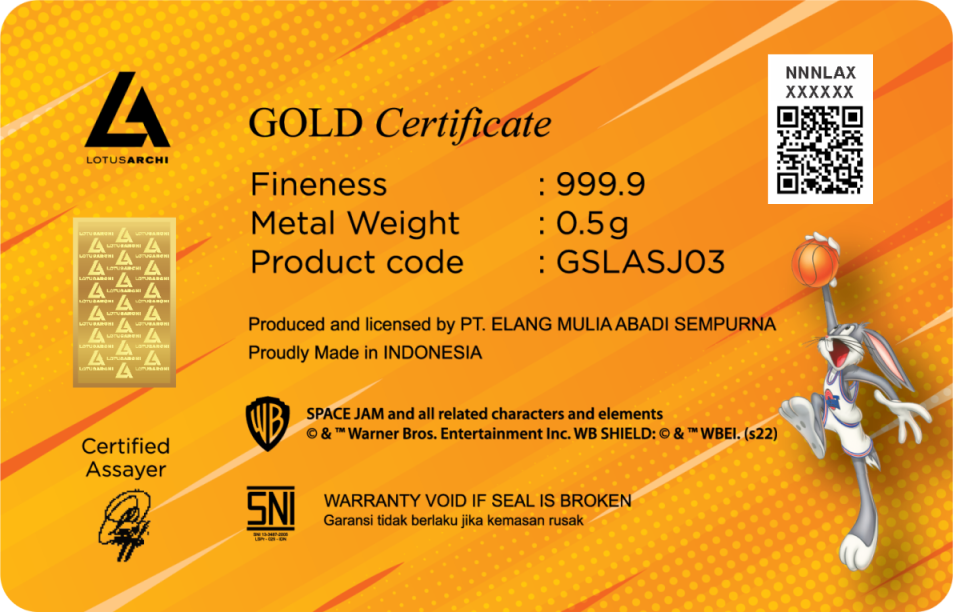 LOTUSARCHI
GOLD Certificate
Fineness : 999.9
Metal Weight : 0.5g
Product code : GSLASJ03
NNNLAX
XXXXXX
Produced and licensed by PT. ELANG MULIA ABADI SEMPURNA
Proudly Made in INDONESIA
WB
SPACE JAM and all related characters and elements
© & ™ Warner Bros. Entertainment Inc. WB SHIELD: © & ™ WBEI. (s22)
Certified
Assayer
SNI
WARRANTY VOID IF SEAL IS BROKEN
Garansi tidak berlaku jika kemasan rusak